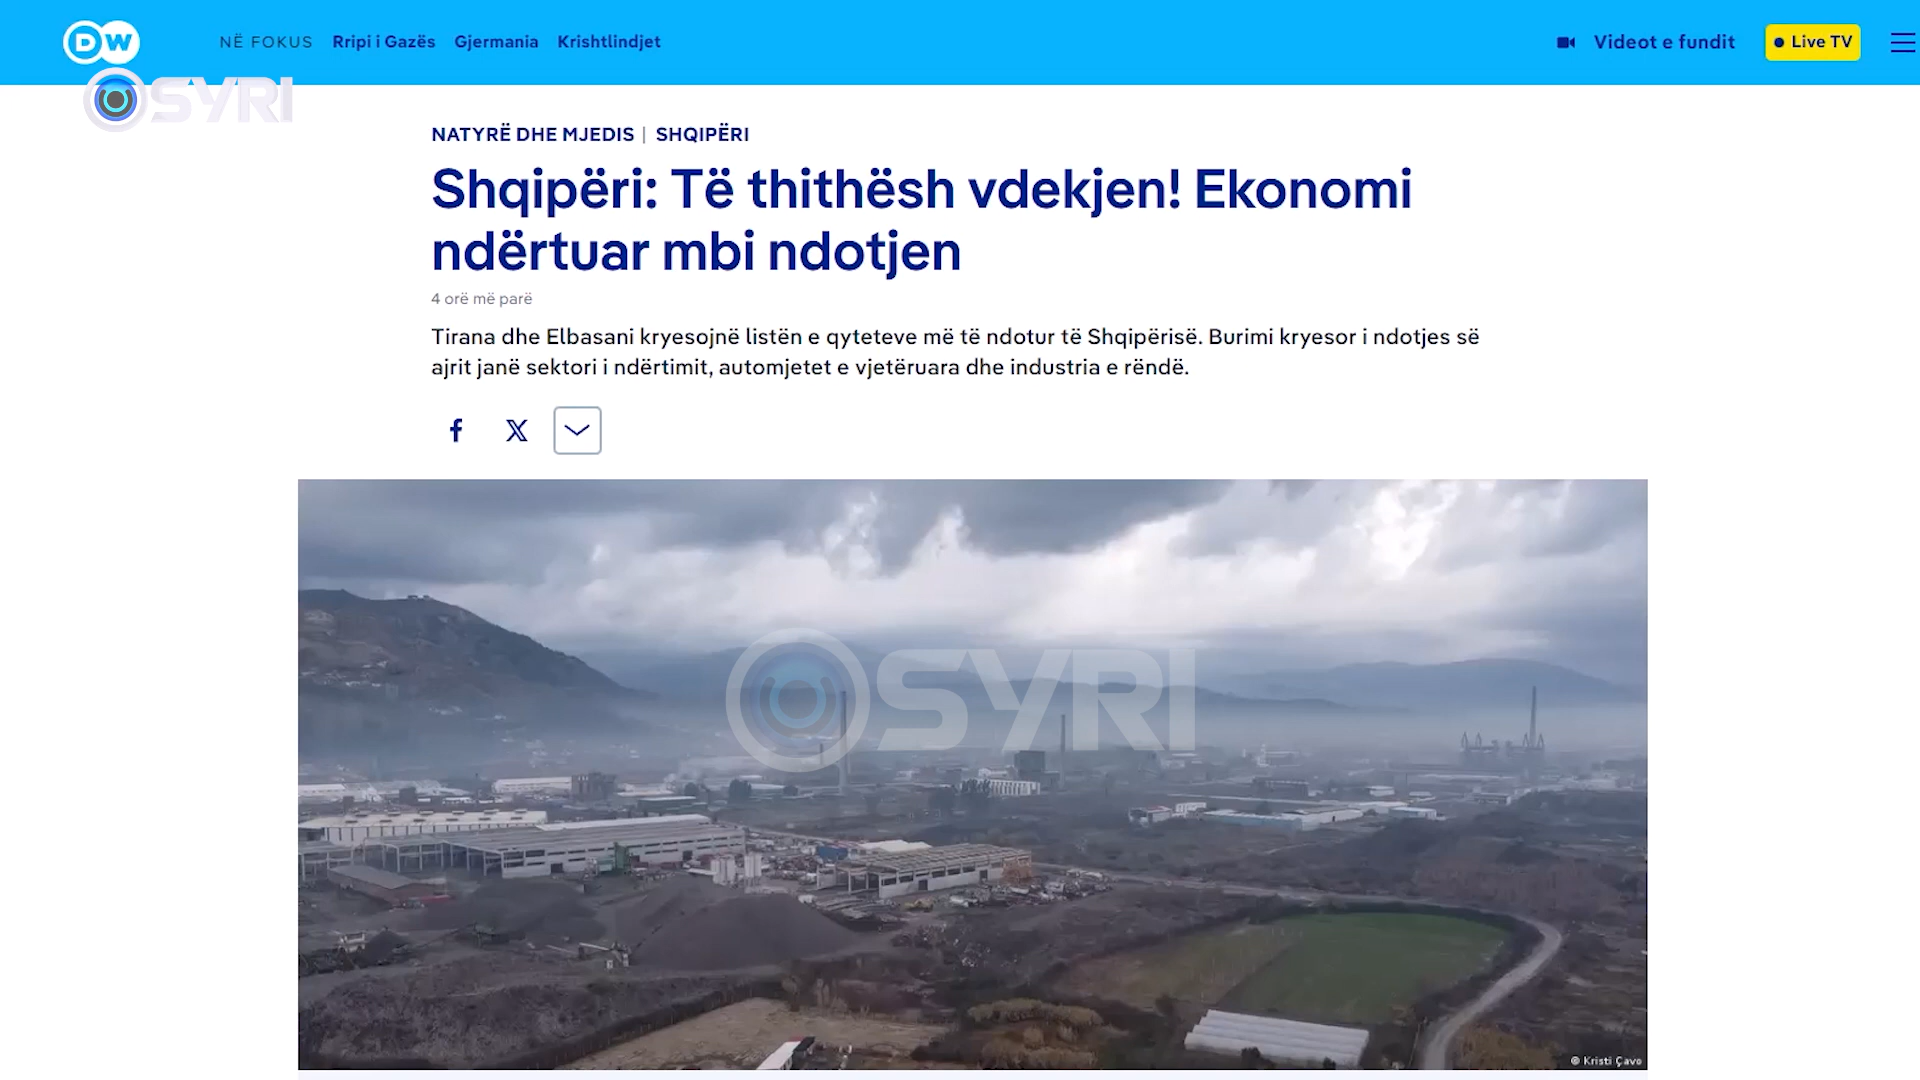 DW
NË FOKUS Rripi i Gazës Gjermania Krishtlindjet Videot e fundit Live TV
SYRI
NATYRË DHE MJEDIS | SHQIPËRI
Shqipëri: Të thithësh vdekjen! Ekonomi
ndërtuar mbi ndotjen
4 orë më parë
Tirana dhe Elbasani kryesojnë listën e qyteteve më të ndotur të Shqipërisë. Burimi kryesor i ndotjes së
ajrit janë sektori i ndërtimit, automjetet e vjetëruara dhe industria e rëndë.
SYRI
© Kristi Çavo